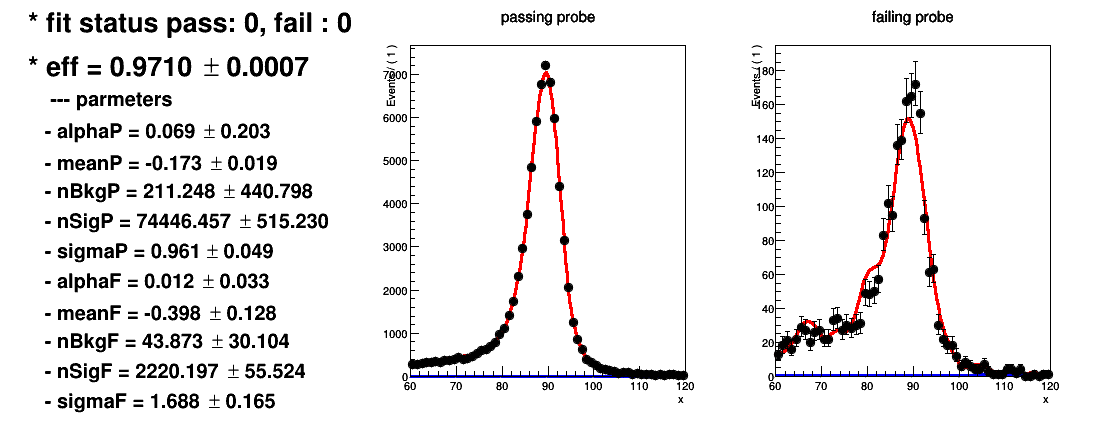 * fit status pass: 0, fail : 0
* eff = 0.9710 ± 0.0007
--- parmeters
- alphaP = 0.069 ± 0.203
- meanP = -0.173 ± 0.019
- nBkgP = 211.248 ± 440.798
- nSigP = 74446.457 ± 515.230
- sigmaP = 0.961 ± 0.049
- alphaF = 0.012 ± 0.033
- meanF = -0.398 ± 0.128
- nBkgF = 43.873 ± 30.104
- nSigF = 2220.197 ± 55.524
- sigmaF = 1.688 ± 0.165
passing probe
Events / ( 1 )
7000
6000
5000
4000
3000
2000
1000
0
60 70 80 90 100 110 120
x
failing probe
Events / ( 1 )
180
160
140
120
100
80
60
40
20
0
60 70 80 90 100 110 120
x